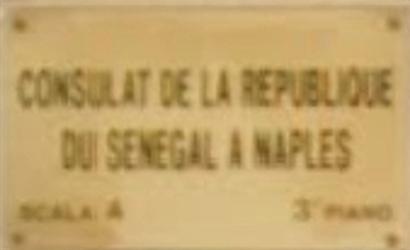 CONSULAT DE LA REPUBLIQUE
DU SENEGAL A NAPLES
SCALA A 3° PIANO